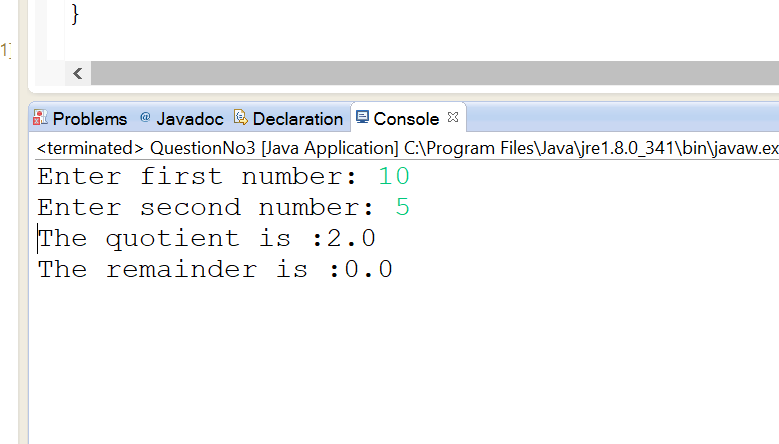 }
1]
Problems @ Javadoc Declaration Console
<terminated> QuestionNo3 [Java Application] C:\Program Files\Java\jre1.8.0_341\bin\javaw.ex
Enter first number: 10
Enter second number: 5
The quotient is :2.0
The remainder is :0.0